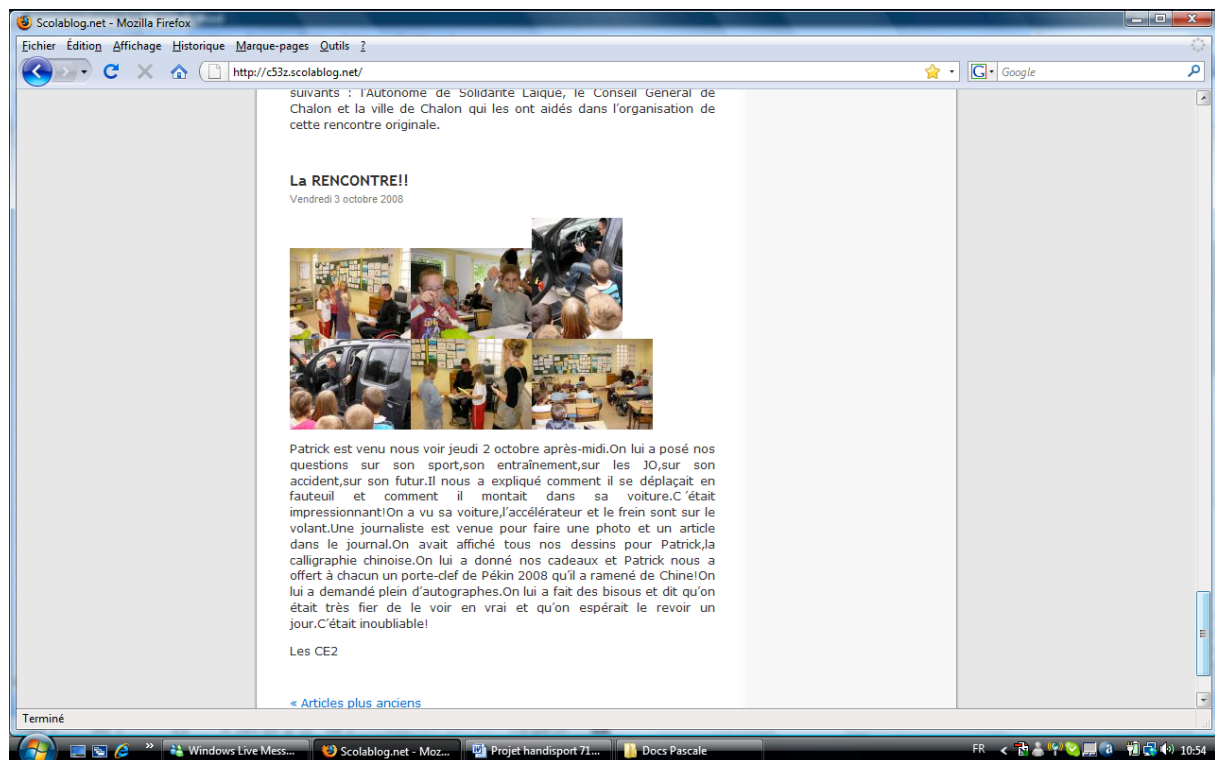 Scolablog.net - Mozilla Firefox
Fichier Édition Affichage Historique Marque-pages Outils ?
http://c53z.scolablog.net/
Google
suivants : l'Autonome de Solidarité Laïque, le Conseil Général de
Chalon et la ville de Chalon qui les ont aidés dans l'organisation de
cette rencontre originale.
La RENCONTRE!!
Vendredi 3 octobre 2008
Patrick est venu nous voir jeudi 2 octobre après-midi.On lui a posé nos
questions sur son sport,son entraînement,sur les JO,sur son
accident,sur son futur.Il nous a expliqué comment il se déplaçait en
fauteuil et comment il montait dans sa voiture.C´était
impressionnant!On a vu sa voiture,l'accélérateur et le frein sont sur le
volant.Une journaliste est venue pour faire une photo et un article
dans le journal.On avait affiché tous nos dessins pour Patrick,la
calligraphie chinoise.On lui a donné nos cadeaux et Patrick nous a
offert à chacun un porte-clef de Pékin 2008 qu'il a ramené de Chine!On
lui a demandé plein d'autographes.On lui a fait des bisous et dit qu'on
était très fier de le voir en vrai et qu'on espérait le revoir un
jour.C'était inoubliable!
Les CE2
« Articles plus anciens
Terminé
» Windows Live Mess... Scolablog.net - Moz... Projet handisport 71... Docs Pascale FR < 10:54